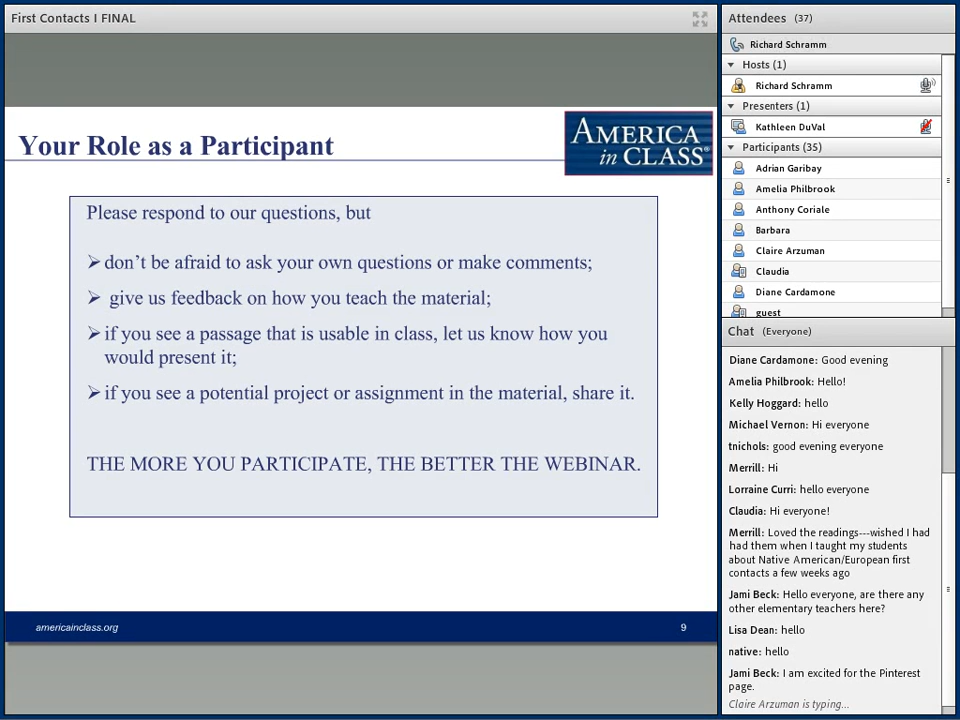 First Contacts I FINAL
Your Role as a Participant
AMERICA
in CLASS®
Please respond to our questions, but
➢ don't be afraid to ask your own questions or make comments;
➢ give us feedback on how you teach the material;
➢ if you see a passage that is usable in class, let us know how you
would present it;
➢ if you see a potential project or assignment in the material, share it.
THE MORE YOU PARTICIPATE, THE BETTER THE WEBINAR.
americainclass.org
9
Attendees (37)
Richard Schramm
Hosts (1)
Richard Schramm
Presenters (1)
Kathleen DuVal
Participants (35)
Adrian Garibay
Amelia Philbrook
Anthony Coriale
Barbara
Claire Arzuman
Claudia
Diane Cardamone
guest
Chat (Everyone)
Diane Cardamone: Good evening
Amelia Philbrook: Hello!
Kelly Hoggard: hello
Michael Vernon: Hi everyone
tnichols: good evening everyone
Merrill: Hi
Lorraine Curri: hello everyone
Claudia: Hi everyone!
Merrill: Loved the readings---wished I had
had them when I taught my students
about Native American/European first
contacts a few weeks ago
Jami Beck: Hello everyone, are there any
other elementary teachers here?
Lisa Dean: hello
native: hello
Jami Beck: I am excited for the Pinterest
page.
Claire Arzuman is typing...